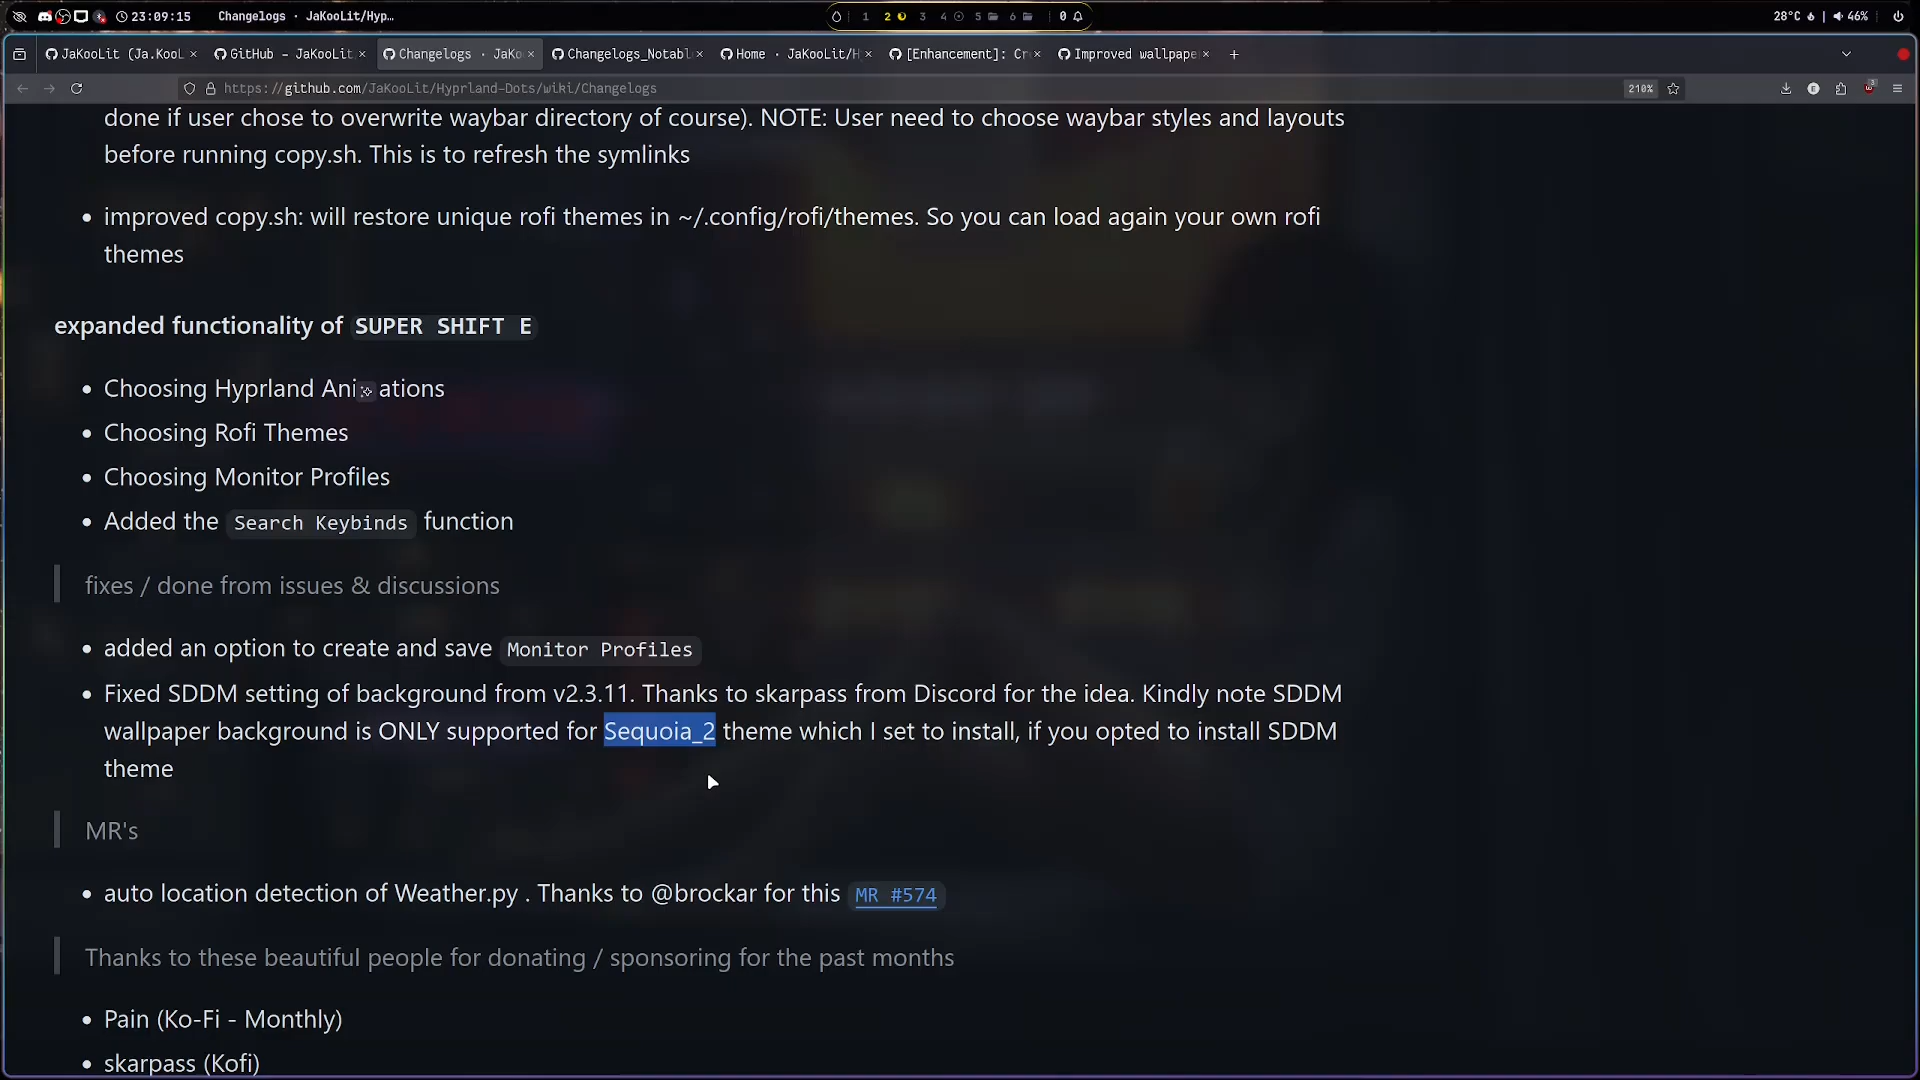 23:09:15
Changelogs · JaKooLit/Hyp…
1 2 3 4 5 6 0
28°C
46%
JaKooLit (Ja.KooL
GitHub - JaKooLit
Changelogs · JaKo
Changelogs_Notabl
Home · JaKooLit/H
[Enhancement]: Cr
Improved wallpape
https://github.com/JaKooLit/Hyprland-Dots/wiki/Changelogs
210%
done if user chose to overwrite waybar directory of course). NOTE: User need to choose waybar styles and layouts
before running copy.sh. This is to refresh the symlinks
• improved copy.sh: will restore unique rofi themes in ~/.config/rofi/themes. So you can load again your own rofi
themes
expanded functionality of SUPER SHIFT E
• Choosing Hyprland Ani ations
• Choosing Rofi Themes
• Choosing Monitor Profiles
• Added the Search Keybinds function
fixes / done from issues & discussions
• added an option to create and save Monitor Profiles
• Fixed SDDM setting of background from v2.3.11. Thanks to skarpass from Discord for the idea. Kindly note SDDM
wallpaper background is ONLY supported for Sequoia_2 theme which I set to install, if you opted to install SDDM
theme
MR's
• auto location detection of Weather.py . Thanks to @brockar for this MR #574
Thanks to these beautiful people for donating / sponsoring for the past months
• Pain (Ko-Fi - Monthly)
• skarpass (Kofi)